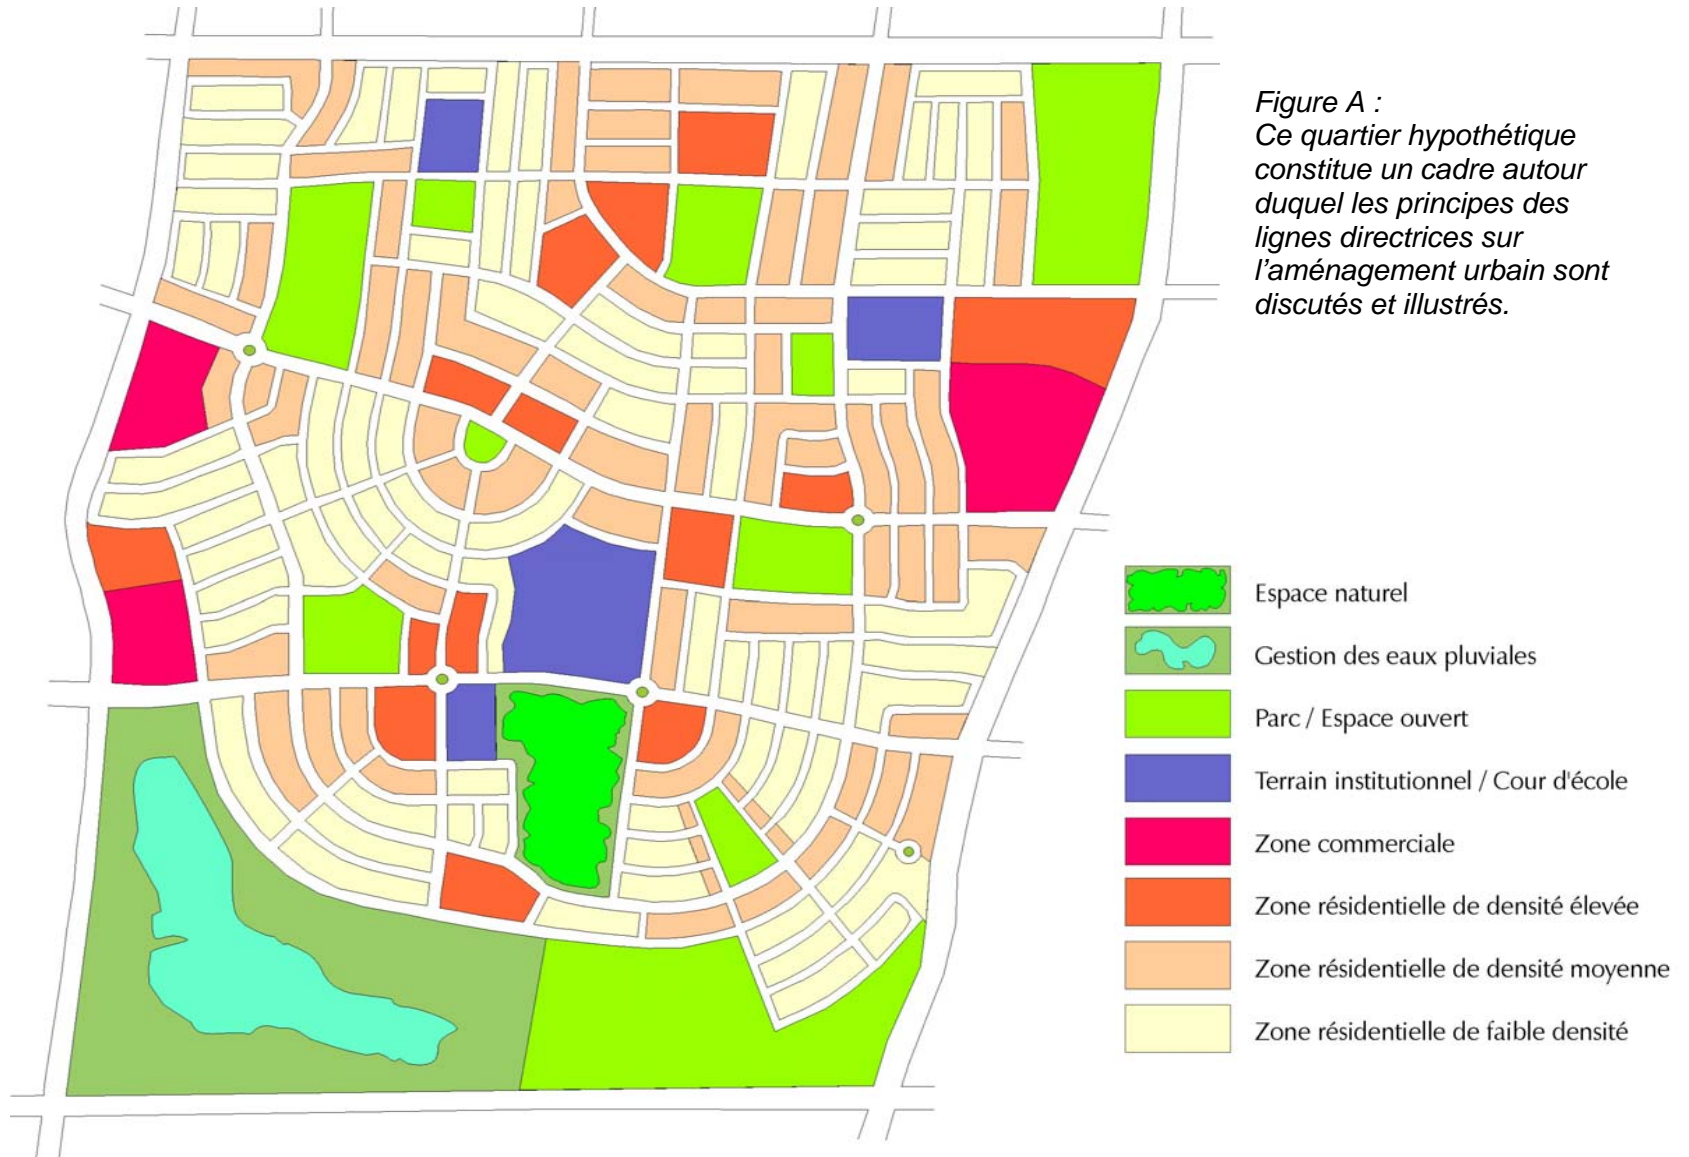 Figure A :
Ce quartier hypothétique
constitue un cadre autour
duquel les principes des
lignes directrices sur
l’aménagement urbain sont
discutés et illustrés.
Espace naturel
Gestion des eaux pluviales
Parc / Espace ouvert
Terrain institutionnel / Cour d'école
Zone commerciale
Zone résidentielle de densité élevée
Zone résidentielle de densité moyenne
Zone résidentielle de faible densité